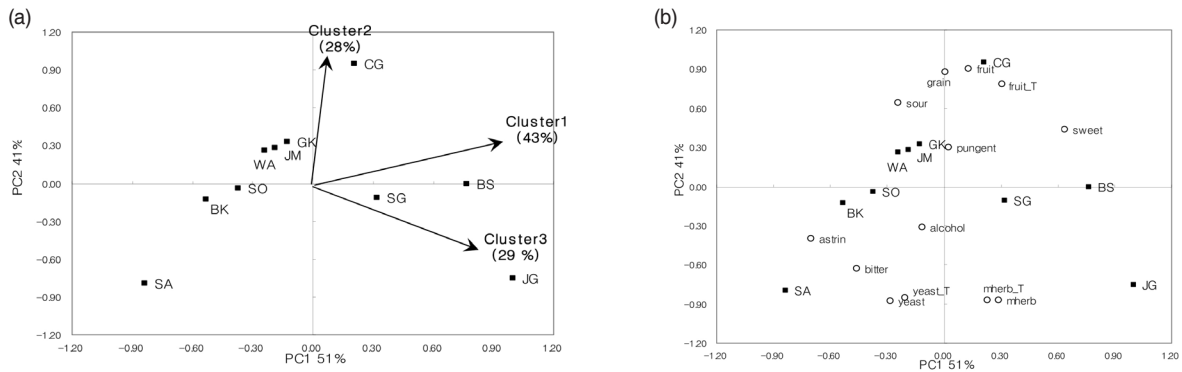 (a)
1.20
0.90
0.60
0.30
0.00
−0.30
−0.60
−0.90
−1.20
PC2 41%
−1.20 −0.90 −0.60 −0.30 0.00 0.30 0.60 0.90 1.20
PC1 51%
Cluster2
(28%)
CG
Cluster1
(43%)
GK
JM
WA
SO
BK
SG
BS
Cluster3
(29 %)
SA
JG
(b)
1.20
0.90
0.60
0.30
0.00
−0.30
−0.60
−0.90
−1.20
PC2 41%
−1.20 −0.90 −0.60 −0.30 0.00 0.30 0.60 0.90 1.20
PC1 51%
CG
fruit
grain
fruit_T
sour
sweet
GK
pungent
JM
WA
SO
BS
SG
BK
alcohol
astrin
bitter
SA
yeast_T
yeast
mherb_T
mherb
JG